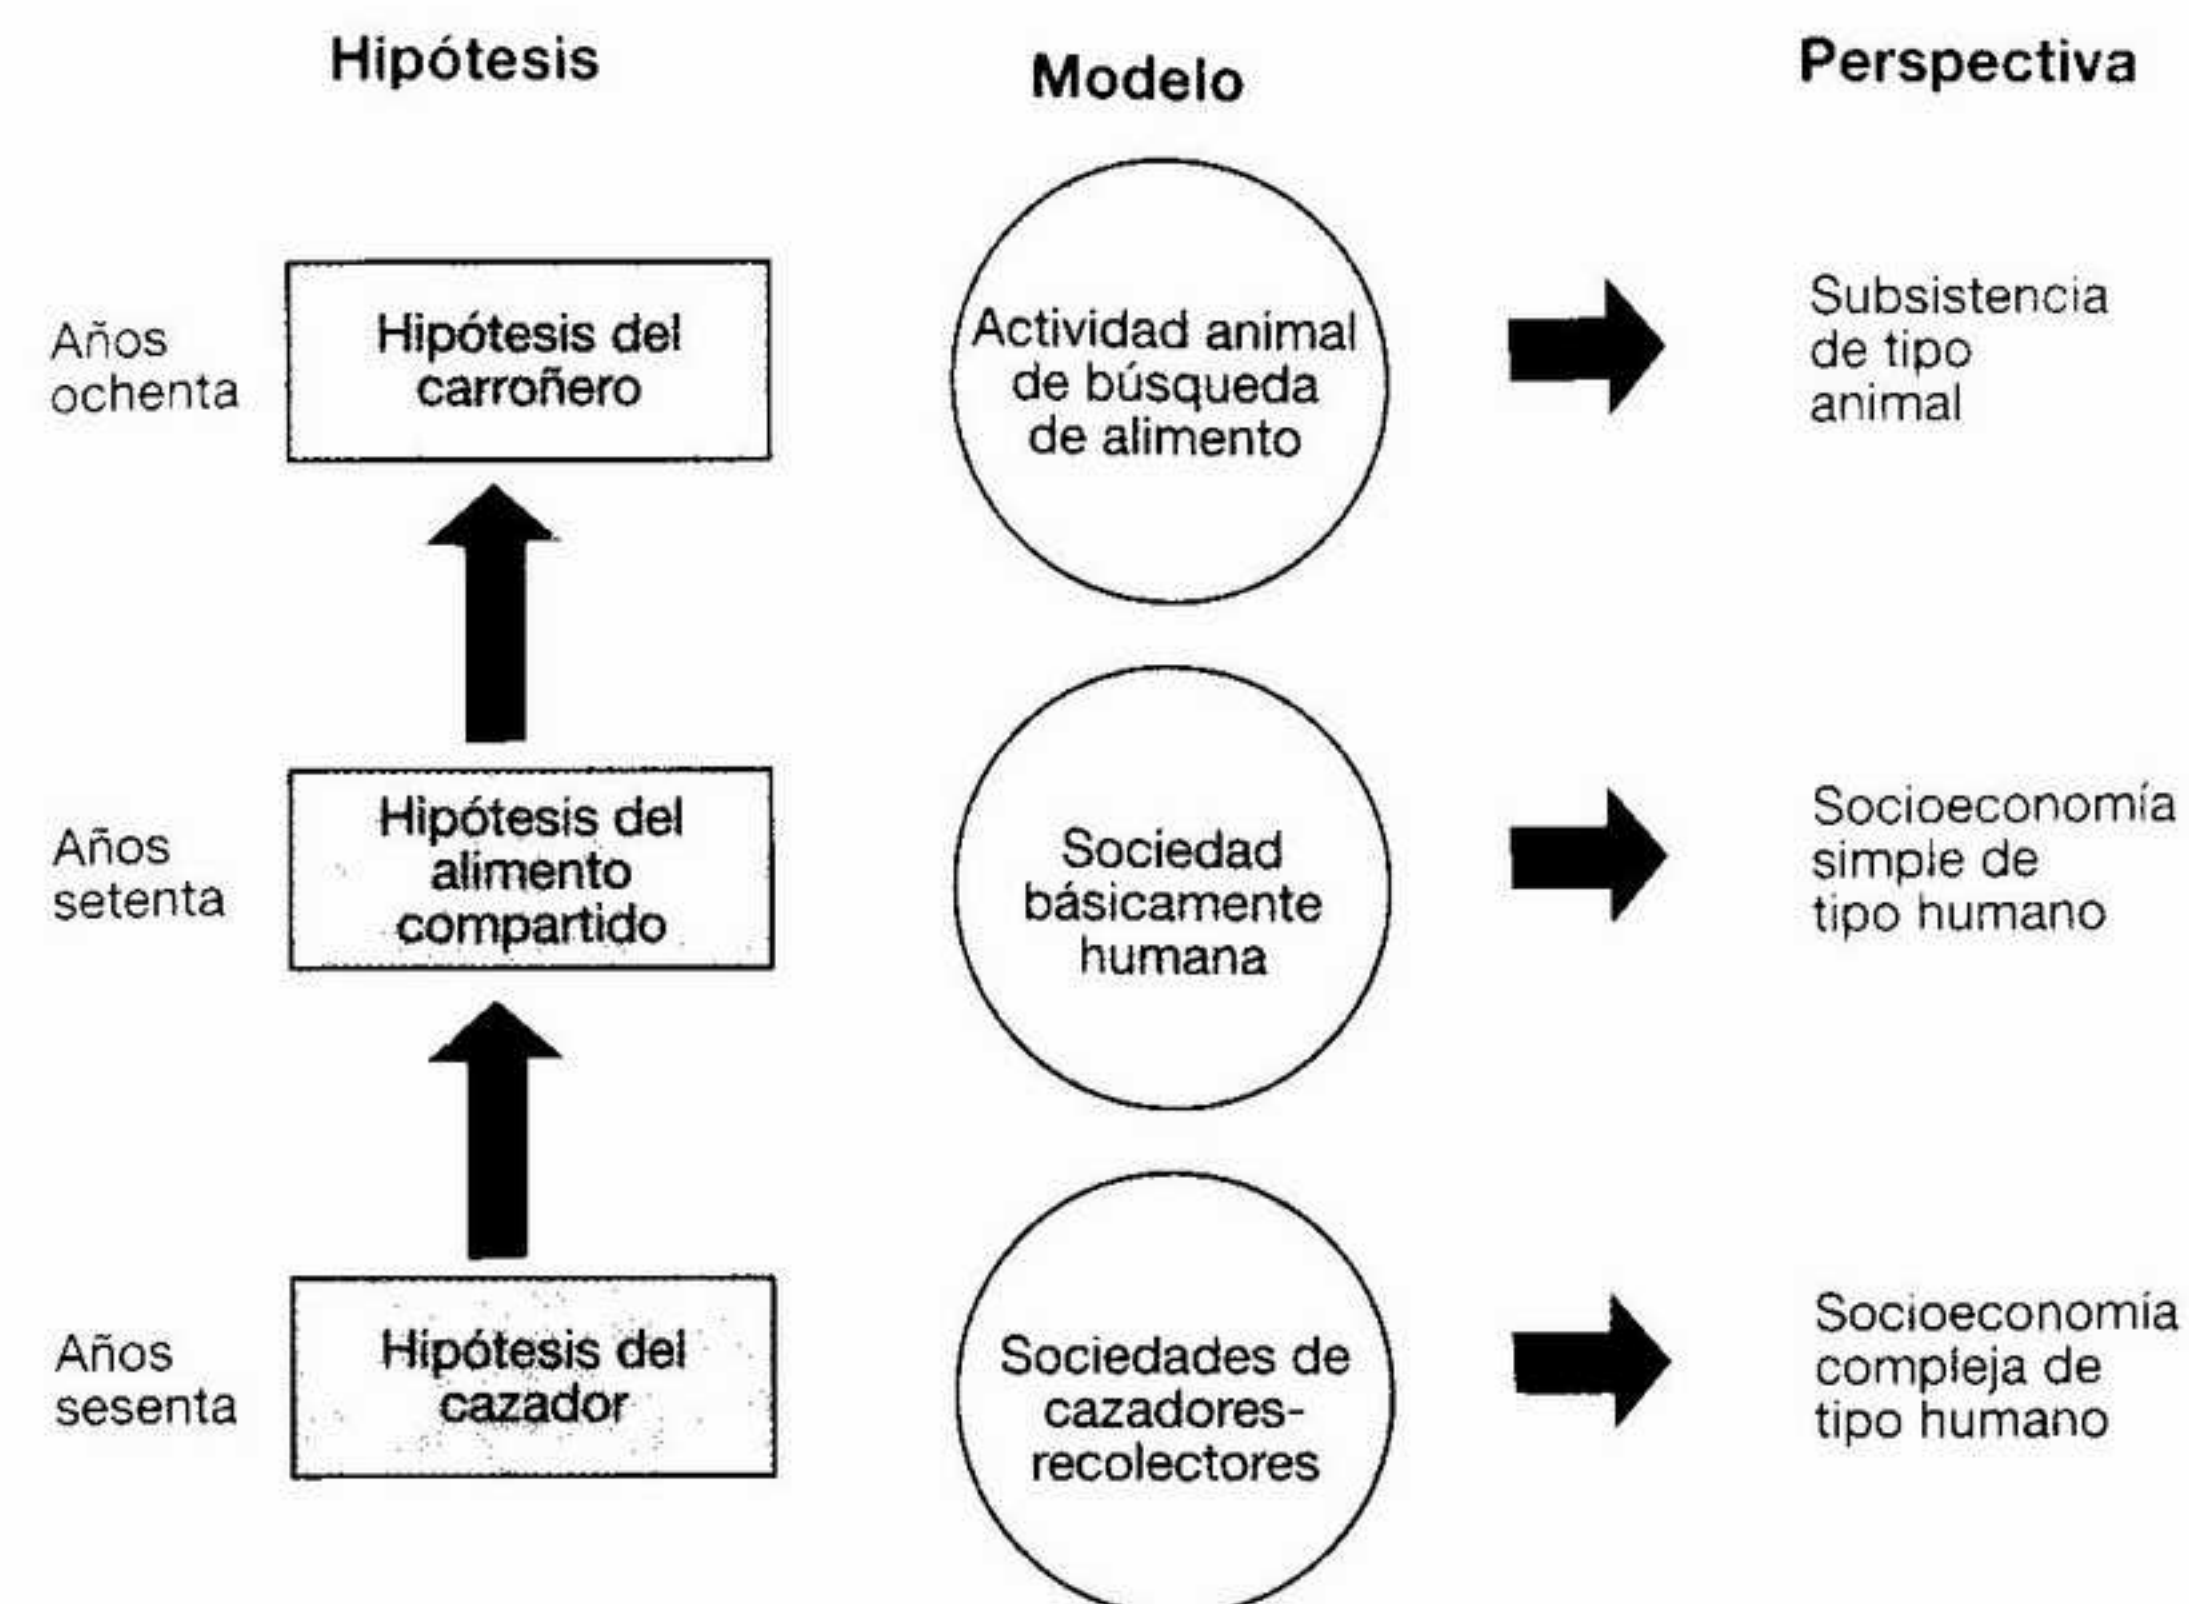 Hipótesis
Modelo
Perspectiva
Años
ochenta
Hipótesis del
carroñero
Actividad animal
de búsqueda
de alimento
Subsistencia
de tipo
animal
Años
setenta
Hipótesis del
alimento
compartido
Sociedad
básicamente
humana
Socioeconomía
simple de
tipo humano
Años
sesenta
Hipótesis del
cazador
Sociedades de
cazadores-
recolectores
Socioeconomía
compleja de
tipo humano